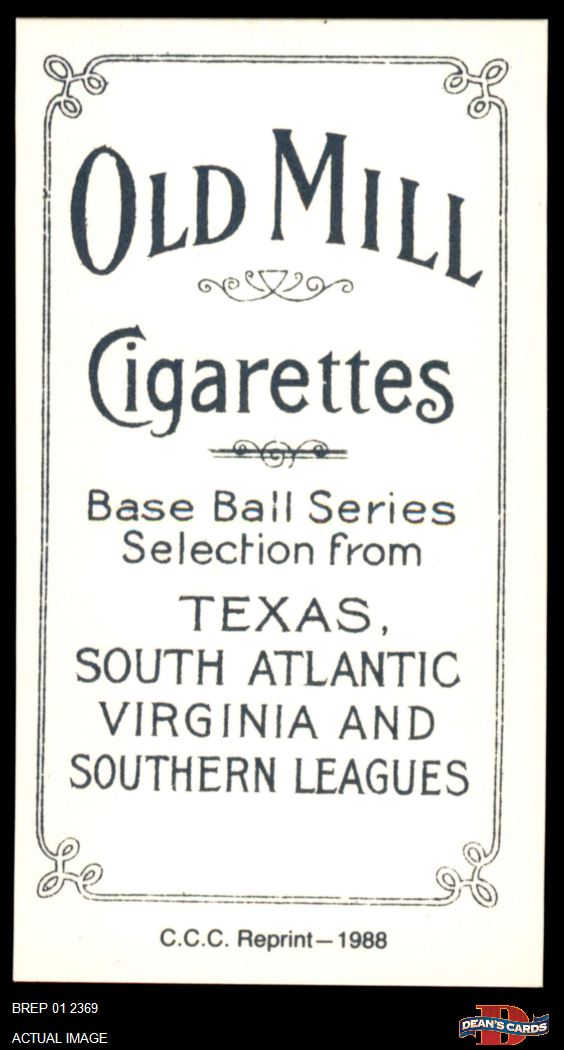 OLD MILL
Cigarettes
Base Ball Series
Selection from
TEXAS,
SOUTH ATLANTIC
VIRGINIA AND
SOUTHERN LEAGUES
C.C.C. Reprint—1988
BREP 01 2369
ACTUAL IMAGE
D
DEAN'S CARDS